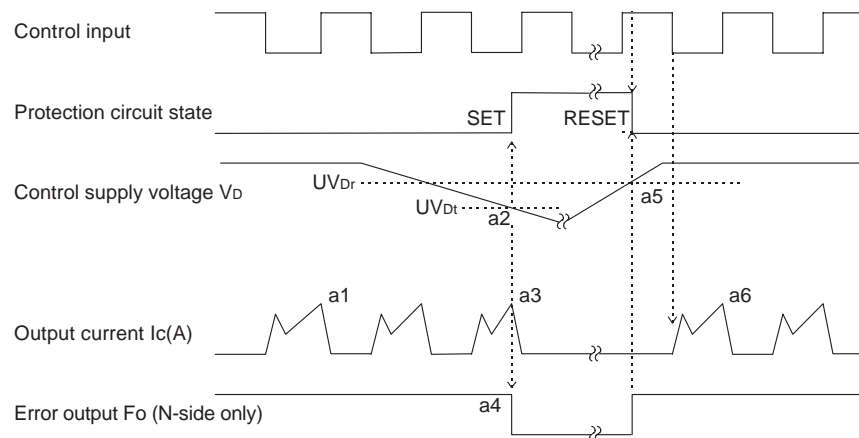 Control input
Protection circuit state
SET
RESET
Control supply voltage VD
UVDr
UVDt
a2
a5
a1
a3
a6
Output current Ic(A)
a4
Error output Fo (N-side only)